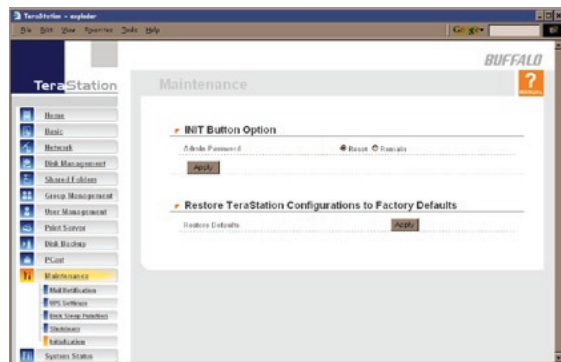 TeraStation - explorer
File Edit View Favorites Tools Help
BUFFALO
TeraStation
Maintenance
?
MANUAL
Home
Basic
Network
Disk Management
Shared Folders
Group Management
User Management
Print Server
Disk Backup
PCast
Maintenance
Mail Notification
UPS Settings
Disk Sleep Function
Shutdown
Initialization
System Status
INIT Button Option
Admin Password Reset Remain
Apply
Restore TeraStation Configurations to Factory Defaults
Restore Defaults Apply